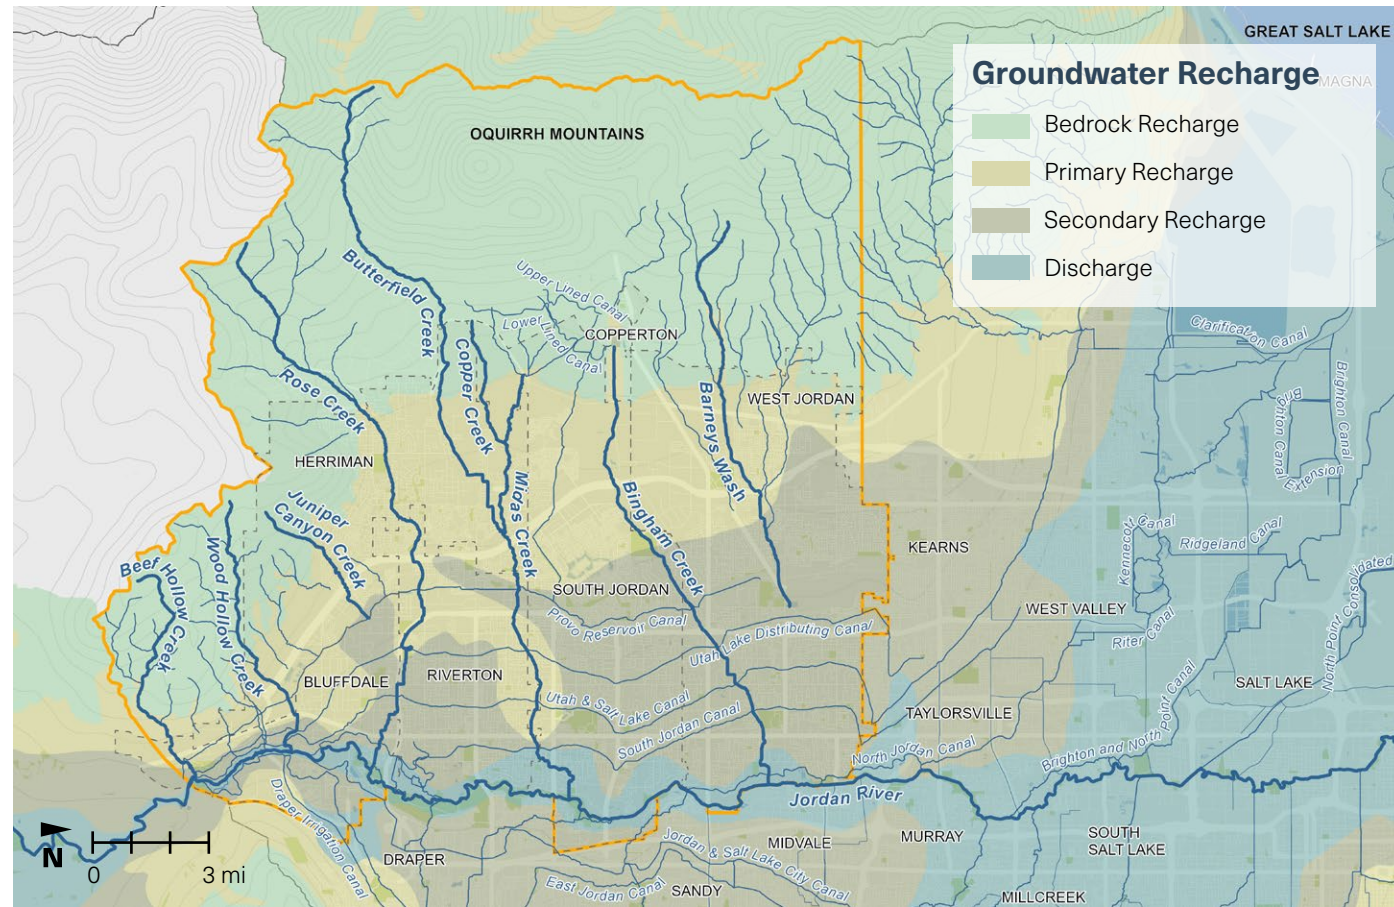 GREAT SALT LAKE
Groundwater Recharge
MAGNA
Bedrock Recharge
Primary Recharge
Secondary Recharge
Discharge
OQUIRRH MOUNTAINS
Butterfield Creek
Upper Lined Canal
Lower Lined Canal
COPPERTON
Copper Creek
Rose Creek
Barneys Wash
WEST JORDAN
Clarification Canal
Brighton Canal
Brighton Canal Extension
HERRIMAN
Juniper
Canyon Creek
Midas Creek
Bingham Creek
KEARNS
Kennecott Canal
Ridgeland Canal
Beef Hollow Creek
Wood Hollow Creek
SOUTH JORDAN
Provo Reservoir Canal
Utah Lake Distributing Canal
WEST VALLEY
Riter Canal
North Point Consolidated
BLUFFDALE
RIVERTON
Utah & Salt Lake Canal
South Jordan Canal
TAYLORSVILLE
SALT LAKE
North Jordan Canal
Brighton and North Point Canal
Jordan River
Draper Irrigation Canal
DRAPER
Jordan & Salt Lake City Canal
MIDVALE
MURRAY
SOUTH
SALT LAKE
East Jordan Canal
SANDY
MILLCREEK
N
0
3 mi